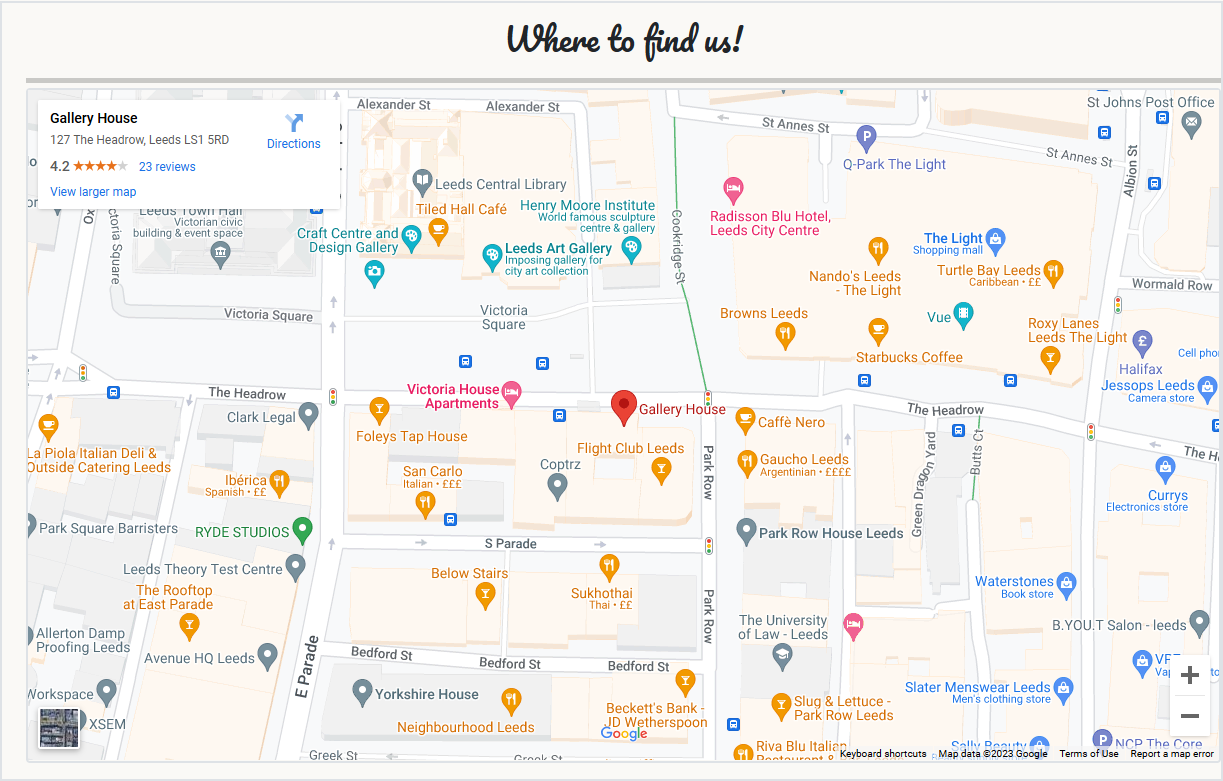 Where to find us!
Gallery House
127 The Headrow, Leeds LS1 5RD
Directions
4.2
23 reviews
View larger map
Alexander St
Alexander St
St Annes St
St Annes St
St Johns Post Office
Q-Park The Light
Albion St
Leeds Central Library
Tiled Hall Café
Henry Moore Institute
World famous sculpture
centre & gallery
Radisson Blu Hotel,
Leeds City Centre
Leeds Town Hall
Victorian civic
building & event space
Craft Centre and
Design Gallery
Leeds Art Gallery
Imposing gallery for
city art collection
Cookridge St
The Light
Shopping mall
Nando's Leeds
- The Light
Turtle Bay Leeds
Caribbean • ££
Wormald Row
Victoria Square
Victoria Square
Victoria
Square
Browns Leeds
Vue
Starbucks Coffee
Roxy Lanes
Leeds The Light
Halifax
Cell pho
Jessops Leeds
Camera store
The Headrow
Victoria House
Apartments
Gallery House
The Headrow
The He
Clark Legal
Foleys Tap House
Flight Club Leeds
Caffè Nero
La Piola Italian Deli &
Outside Catering Leeds
San Carlo
Italian • £££
Coptrz
Park Row
Gaucho Leeds
Argentinian • ££££
Green Dragon Yard
Butts Ct
Currys
Electronics store
Ibérica
Spanish • ££
Park Square Barristers
RYDE STUDIOS
Park Row House Leeds
S Parade
Leeds Theory Test Centre
The Rooftop
at East Parade
Below Stairs
Sukhothai
Thai • ££
Park Row
Waterstones
Book store
The University
of Law - Leeds
B.YOU.T Salon - leeds
Allerton Damp
Proofing Leeds
Avenue HQ Leeds
E Parade
Bedford St
Bedford St
Bedford St
Workspace
XSEM
Yorkshire House
Neighbourhood Leeds
Beckett's Bank -
JD Wetherspoon
Slug & Lettuce -
Park Row Leeds
Slater Menswear Leeds
Men's clothing store
Google
Riva Blu Italian
Restaurant &
Sally Beauty
NCP The Core
Greek St
Greek St
Keyboard shortcuts
Map data ©2023 Google
Terms of Use
Report a map error